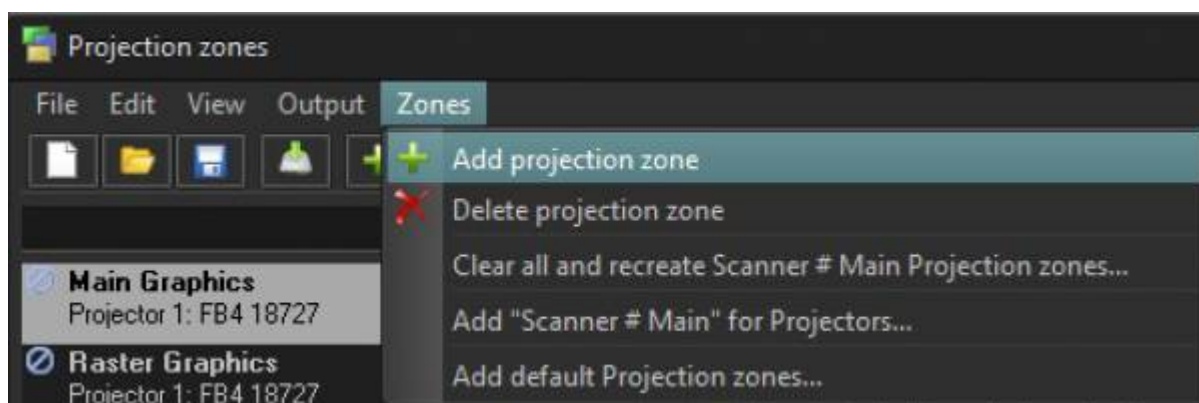 Projection zones
File Edit View Output Zones
Add projection zone
Delete projection zone
Clear all and recreate Scanner # Main Projection zones...
Add "Scanner # Main" for Projectors...
Add default Projection zones...
Main Graphics
Projector 1: FB4 18727
Raster Graphics
Projector 1: FB4 18727